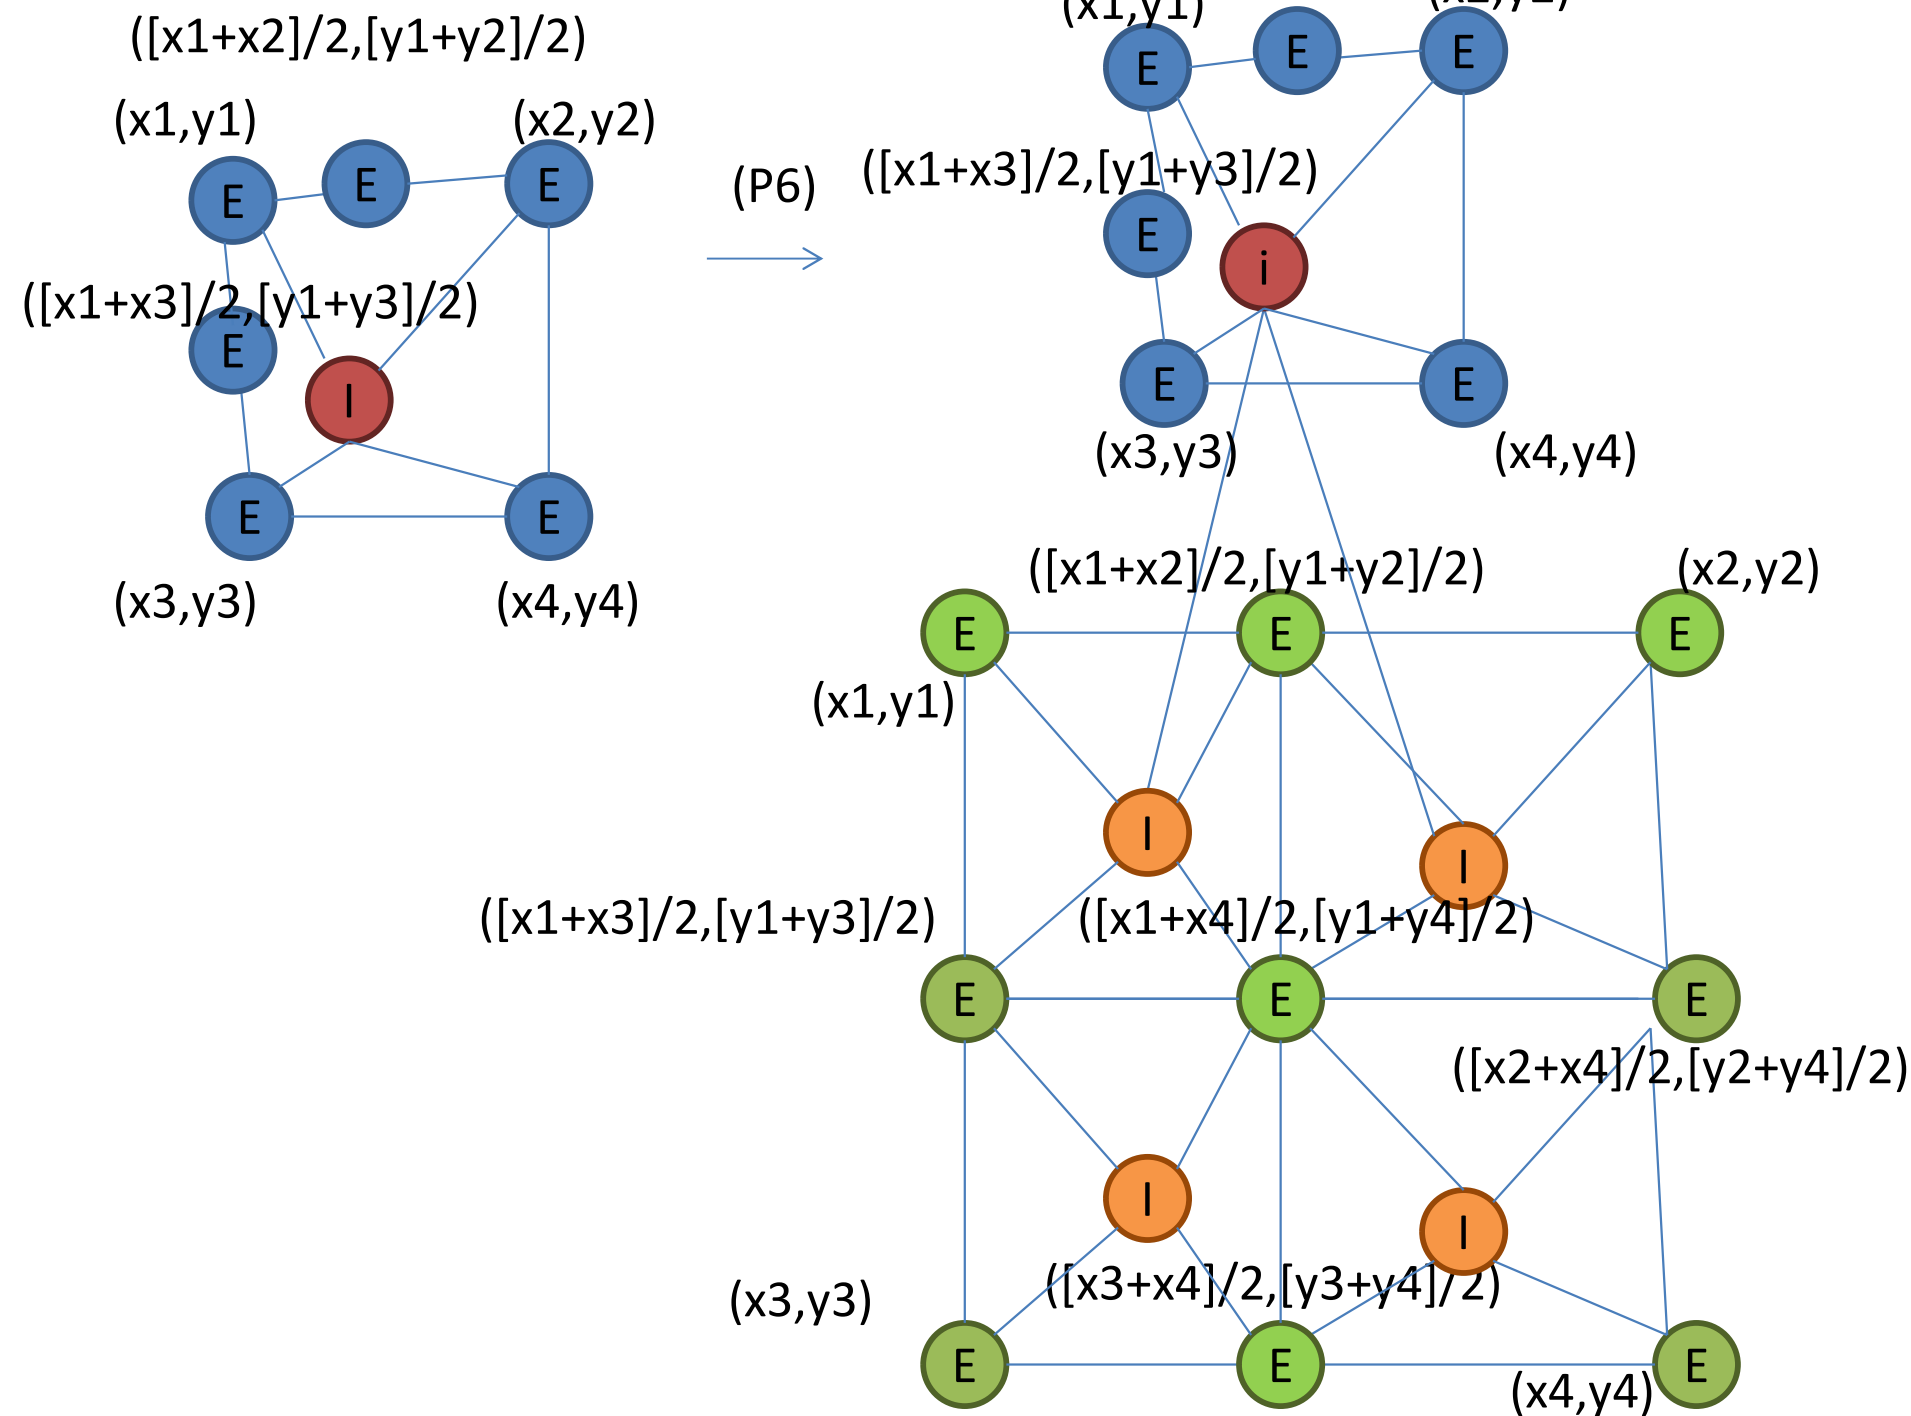 ([x1+x2]/2,[y1+y2]/2)
(x1,y1)
(x2,y2)
E
E
E
([x1+x3]/2,[y1+y3]/2)
E
I
E
E
(x3,y3)
(x4,y4)
(P6)
(x1,y1)
E
E
E
([x1+x3]/2,[y1+y3]/2)
E
i
E
E
(x3,y3)
(x4,y4)
([x1+x2]/2,[y1+y2]/2)
(x2,y2)
E
E
E
(x1,y1)
I
I
([x1+x3]/2,[y1+y3]/2)
([x1+x4]/2,[y1+y4]/2)
E
E
E
([x2+x4]/2,[y2+y4]/2)
I
I
([x3+x4]/2,[y3+y4]/2)
(x3,y3)
E
E
E
(x4,y4)